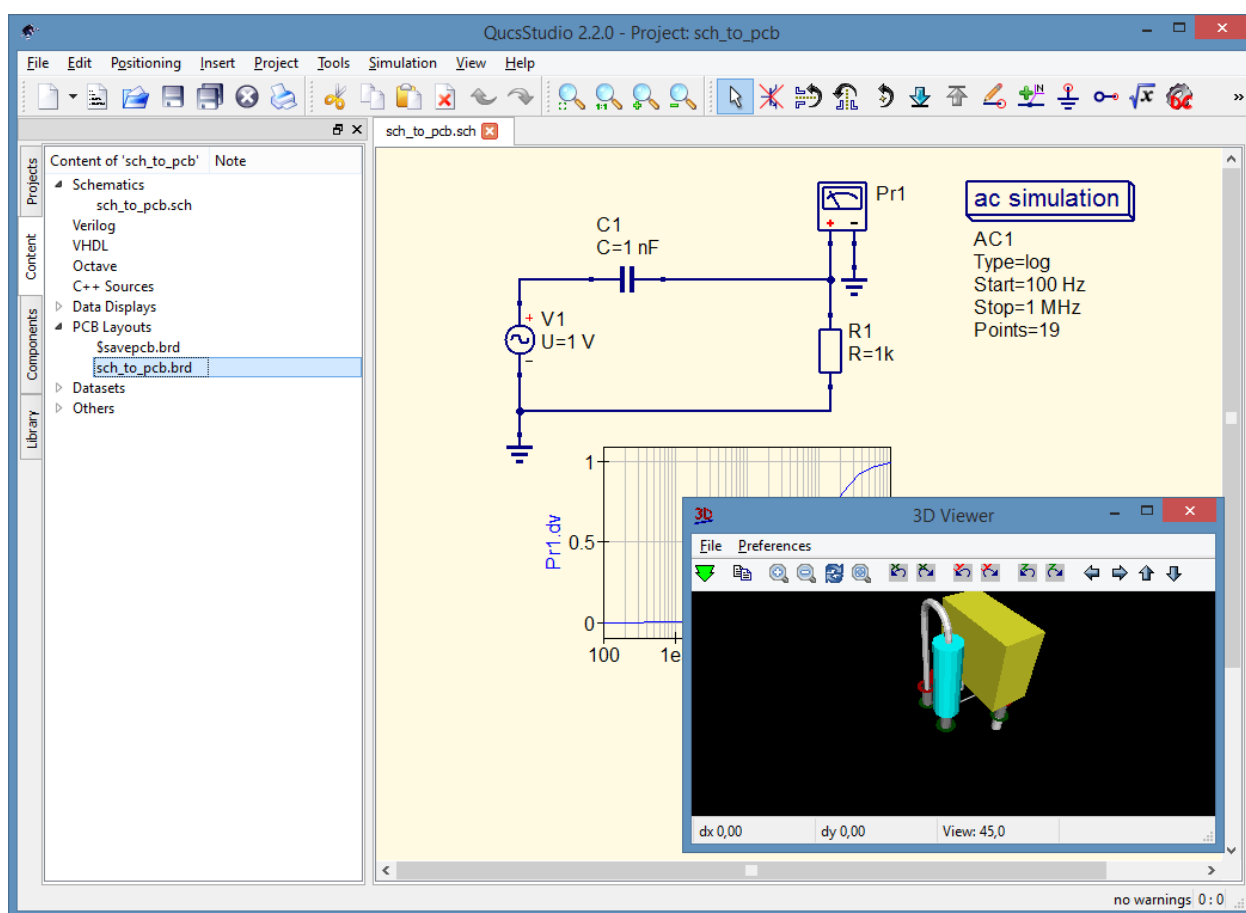 QucsStudio 2.2.0 - Project: sch_to_pcb
File Edit Positioning Insert Project Tools Simulation View Help
1:1
N
»
sch_to_pcb.sch
Projects
Content
Components
Library
Content of 'sch_to_pcb' Note
Schematics
sch_to_pcb.sch
Verilog
VHDL
Octave
C++ Sources
Data Displays
PCB Layouts
$savepcb.brd
sch_to_pcb.brd
Datasets
Others
C1
C=1 nF
+ -
Pr1
ac simulation
AC1
Type=log
Start=100 Hz
Stop=1 MHz
Points=19
+
V1
U=1 V
-
R1
R=1k
1
0.5
0
Pr1.dv
100 1e
3D
3D Viewer
File Preferences
dx 0,00 dy 0,00 View: 45,0
no warnings 0 : 0